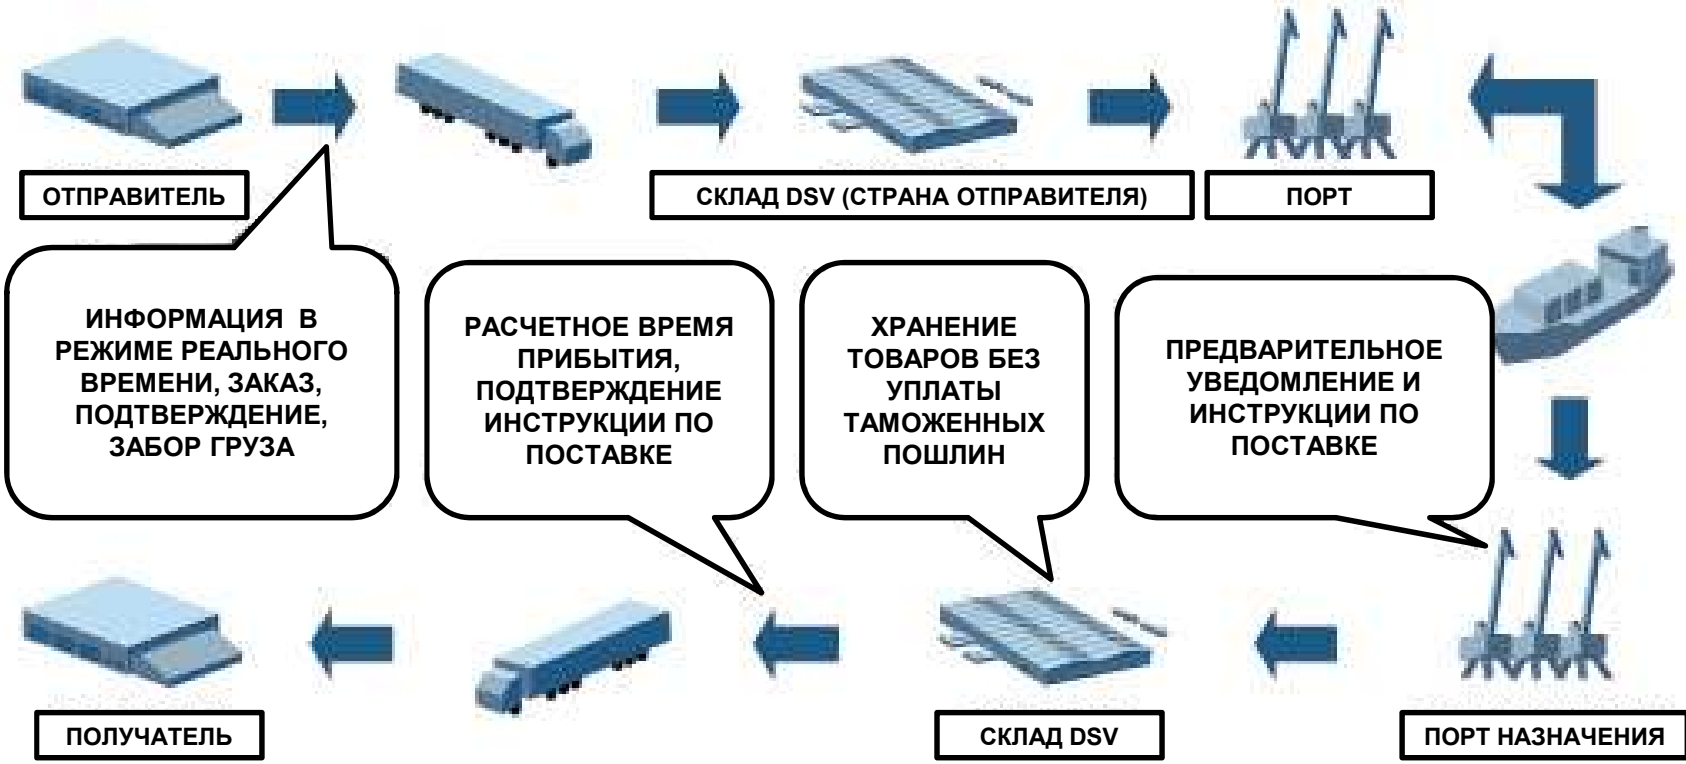 ОТПРАВИТЕЛЬ
СКЛАД DSV (СТРАНА ОТПРАВИТЕЛЯ)
ПОРТ
ИНФОРМАЦИЯ В
РЕЖИМЕ РЕАЛЬНОГО
ВРЕМЕНИ, ЗАКАЗ,
ПОДТВЕРЖДЕНИЕ,
ЗАБОР ГРУЗА
РАСЧЕТНОЕ ВРЕМЯ
ПРИБЫТИЯ,
ПОДТВЕРЖДЕНИЕ
ИНСТРУКЦИИ ПО
ПОСТАВКЕ
ХРАНЕНИЕ
ТОВАРОВ БЕЗ
УПЛАТЫ
ТАМОЖЕННЫХ
ПОШЛИН
ПРЕДВАРИТЕЛЬНОЕ
УВЕДОМЛЕНИЕ И
ИНСТРУКЦИИ ПО
ПОСТАВКЕ
ПОЛУЧАТЕЛЬ
СКЛАД DSV
ПОРТ НАЗНАЧЕНИЯ